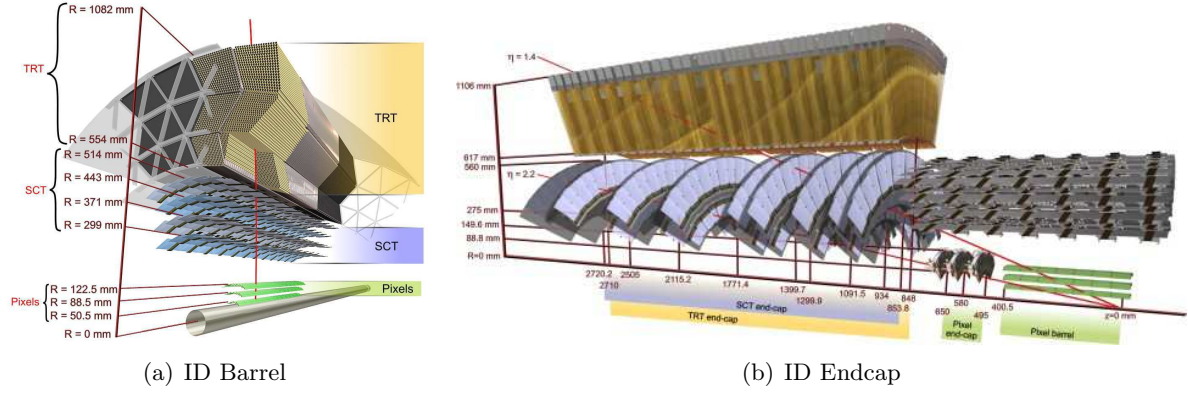 R = 1082 mm
TRT
R = 554 mm
R = 514 mm
R = 443 mm
SCT
R = 371 mm
R = 299 mm
R = 122.5 mm
Pixels
R = 88.5 mm
R = 50.5 mm
R = 0 mm
TRT
SCT
Pixels
(a) ID Barrel
η = 1.4
1106 mm
617 mm
560 mm
η = 2.2
275 mm
149.6 mm
88.8 mm
R=0 mm
2720.2
2710
2505
2115.2
1771.4
1399.7
1299.9
1091.5
934
848
853.8
650
580
495
400.5
z=0 mm
SCT end-cap
TRT end-cap
Pixel
end-cap
Pixel barrel
(b) ID Endcap